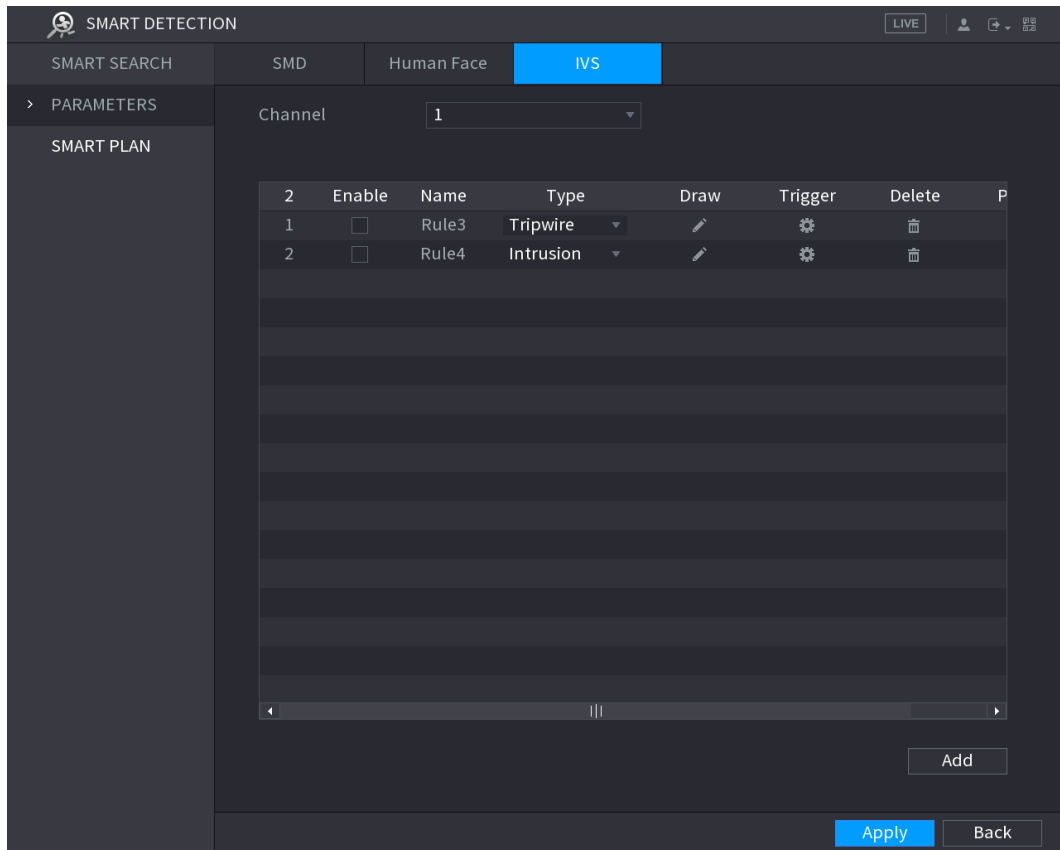 SMART DETECTION LIVE
SMART SEARCH SMD Human Face IVS
PARAMETERS
Channel 1
SMART PLAN
2 Enable Name Type Draw Trigger Delete P
1 Rule3 Tripwire
2 Rule4 Intrusion
Add
Apply Back